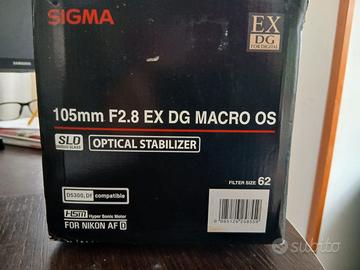 SIGMA
EX
DG
FOR DIGITAL
105mm F2.8 EX DG MACRO OS
SLD
OPTICAL STABILIZER
D5300, Df compatible
FILTER SIZE 62
HSM Hyper Sonic Motor
FOR NIKON AF D
subito